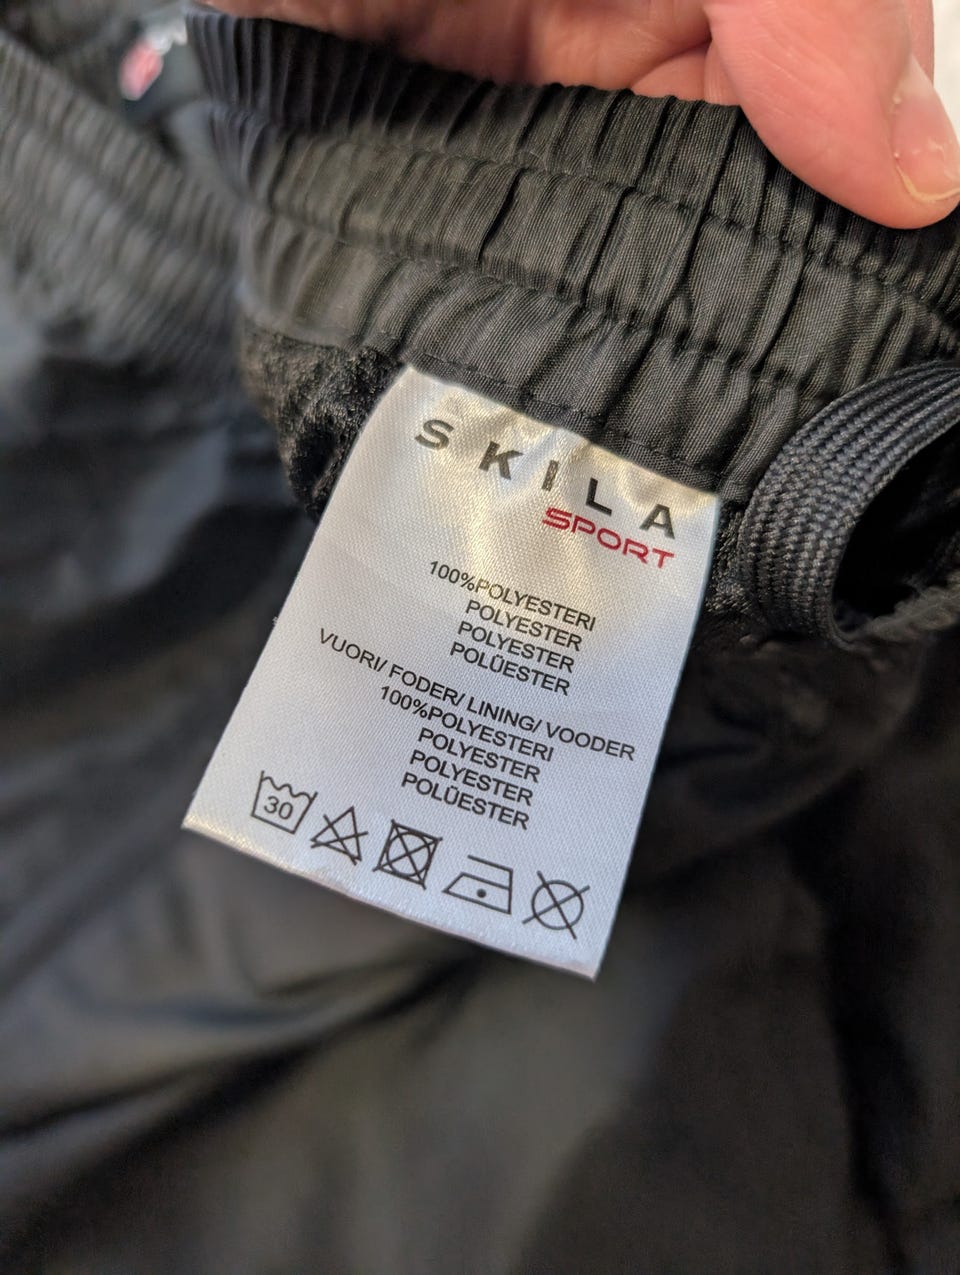 SKILA
SPORT
100%POLYESTERI
POLYESTER
POLYESTER
POLÜESTER
VUORI/ FODER/ LINING/ VOODER
100%POLYESTERI
POLYESTER
POLYESTER
POLÜESTER
30